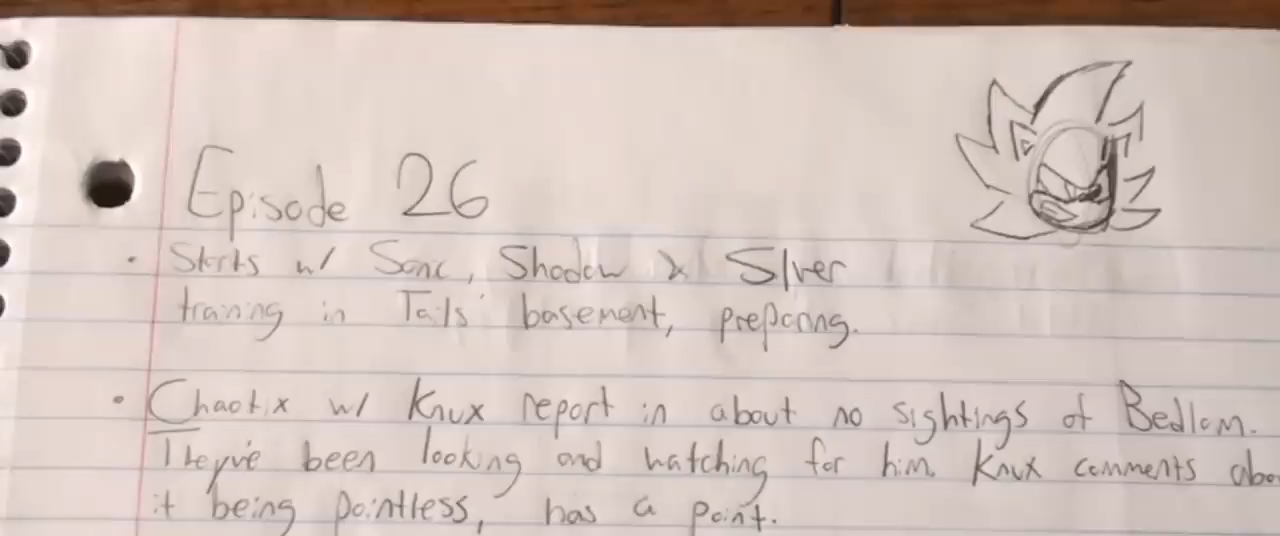 Episode 26
• Starts w/ Sonic, Shadow & Silver
training in Tails' basement, preparing.
• Chaotix w/ Knux report in about no sightings of Bedlam.
They've been looking and watching for him. Knux comments abo
it being pointless, has a point.